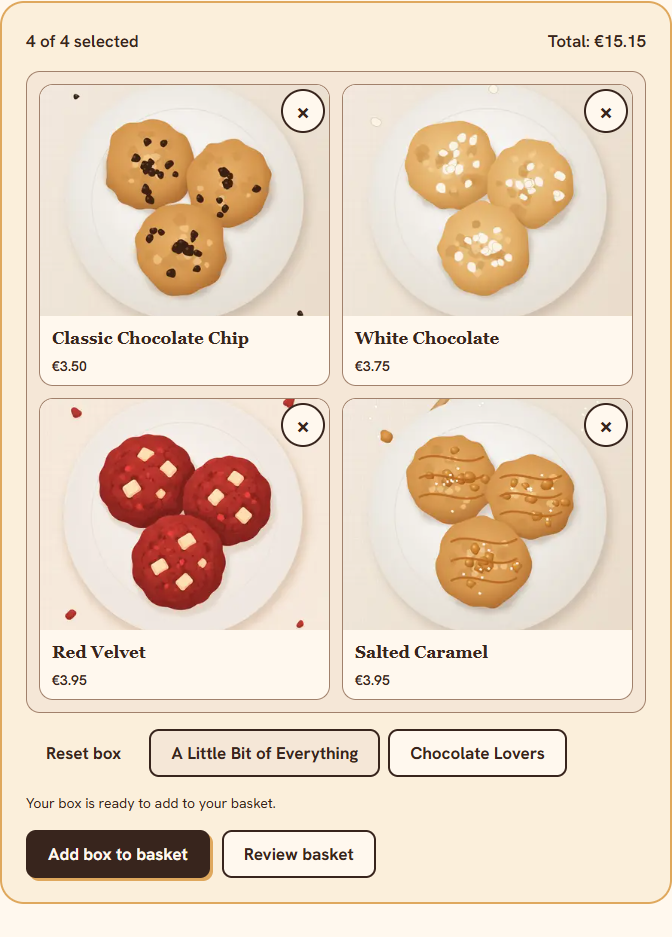 4 of 4 selected
Total: €15.15
×
×
Classic Chocolate Chip
White Chocolate
€3.50
€3.75
×
×
Red Velvet
Salted Caramel
€3.95
€3.95
Reset box
A Little Bit of Everything
Chocolate Lovers
Your box is ready to add to your basket.
Add box to basket
Review basket